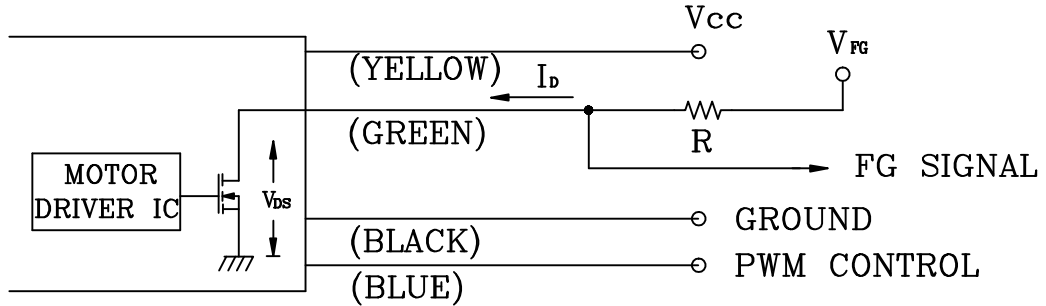 Vcc
(YELLOW)
VFG
ID
(GREEN)
R
FG SIGNAL
MOTOR
DRIVER IC
VDS
GROUND
(BLACK)
PWM CONTROL
(BLUE)